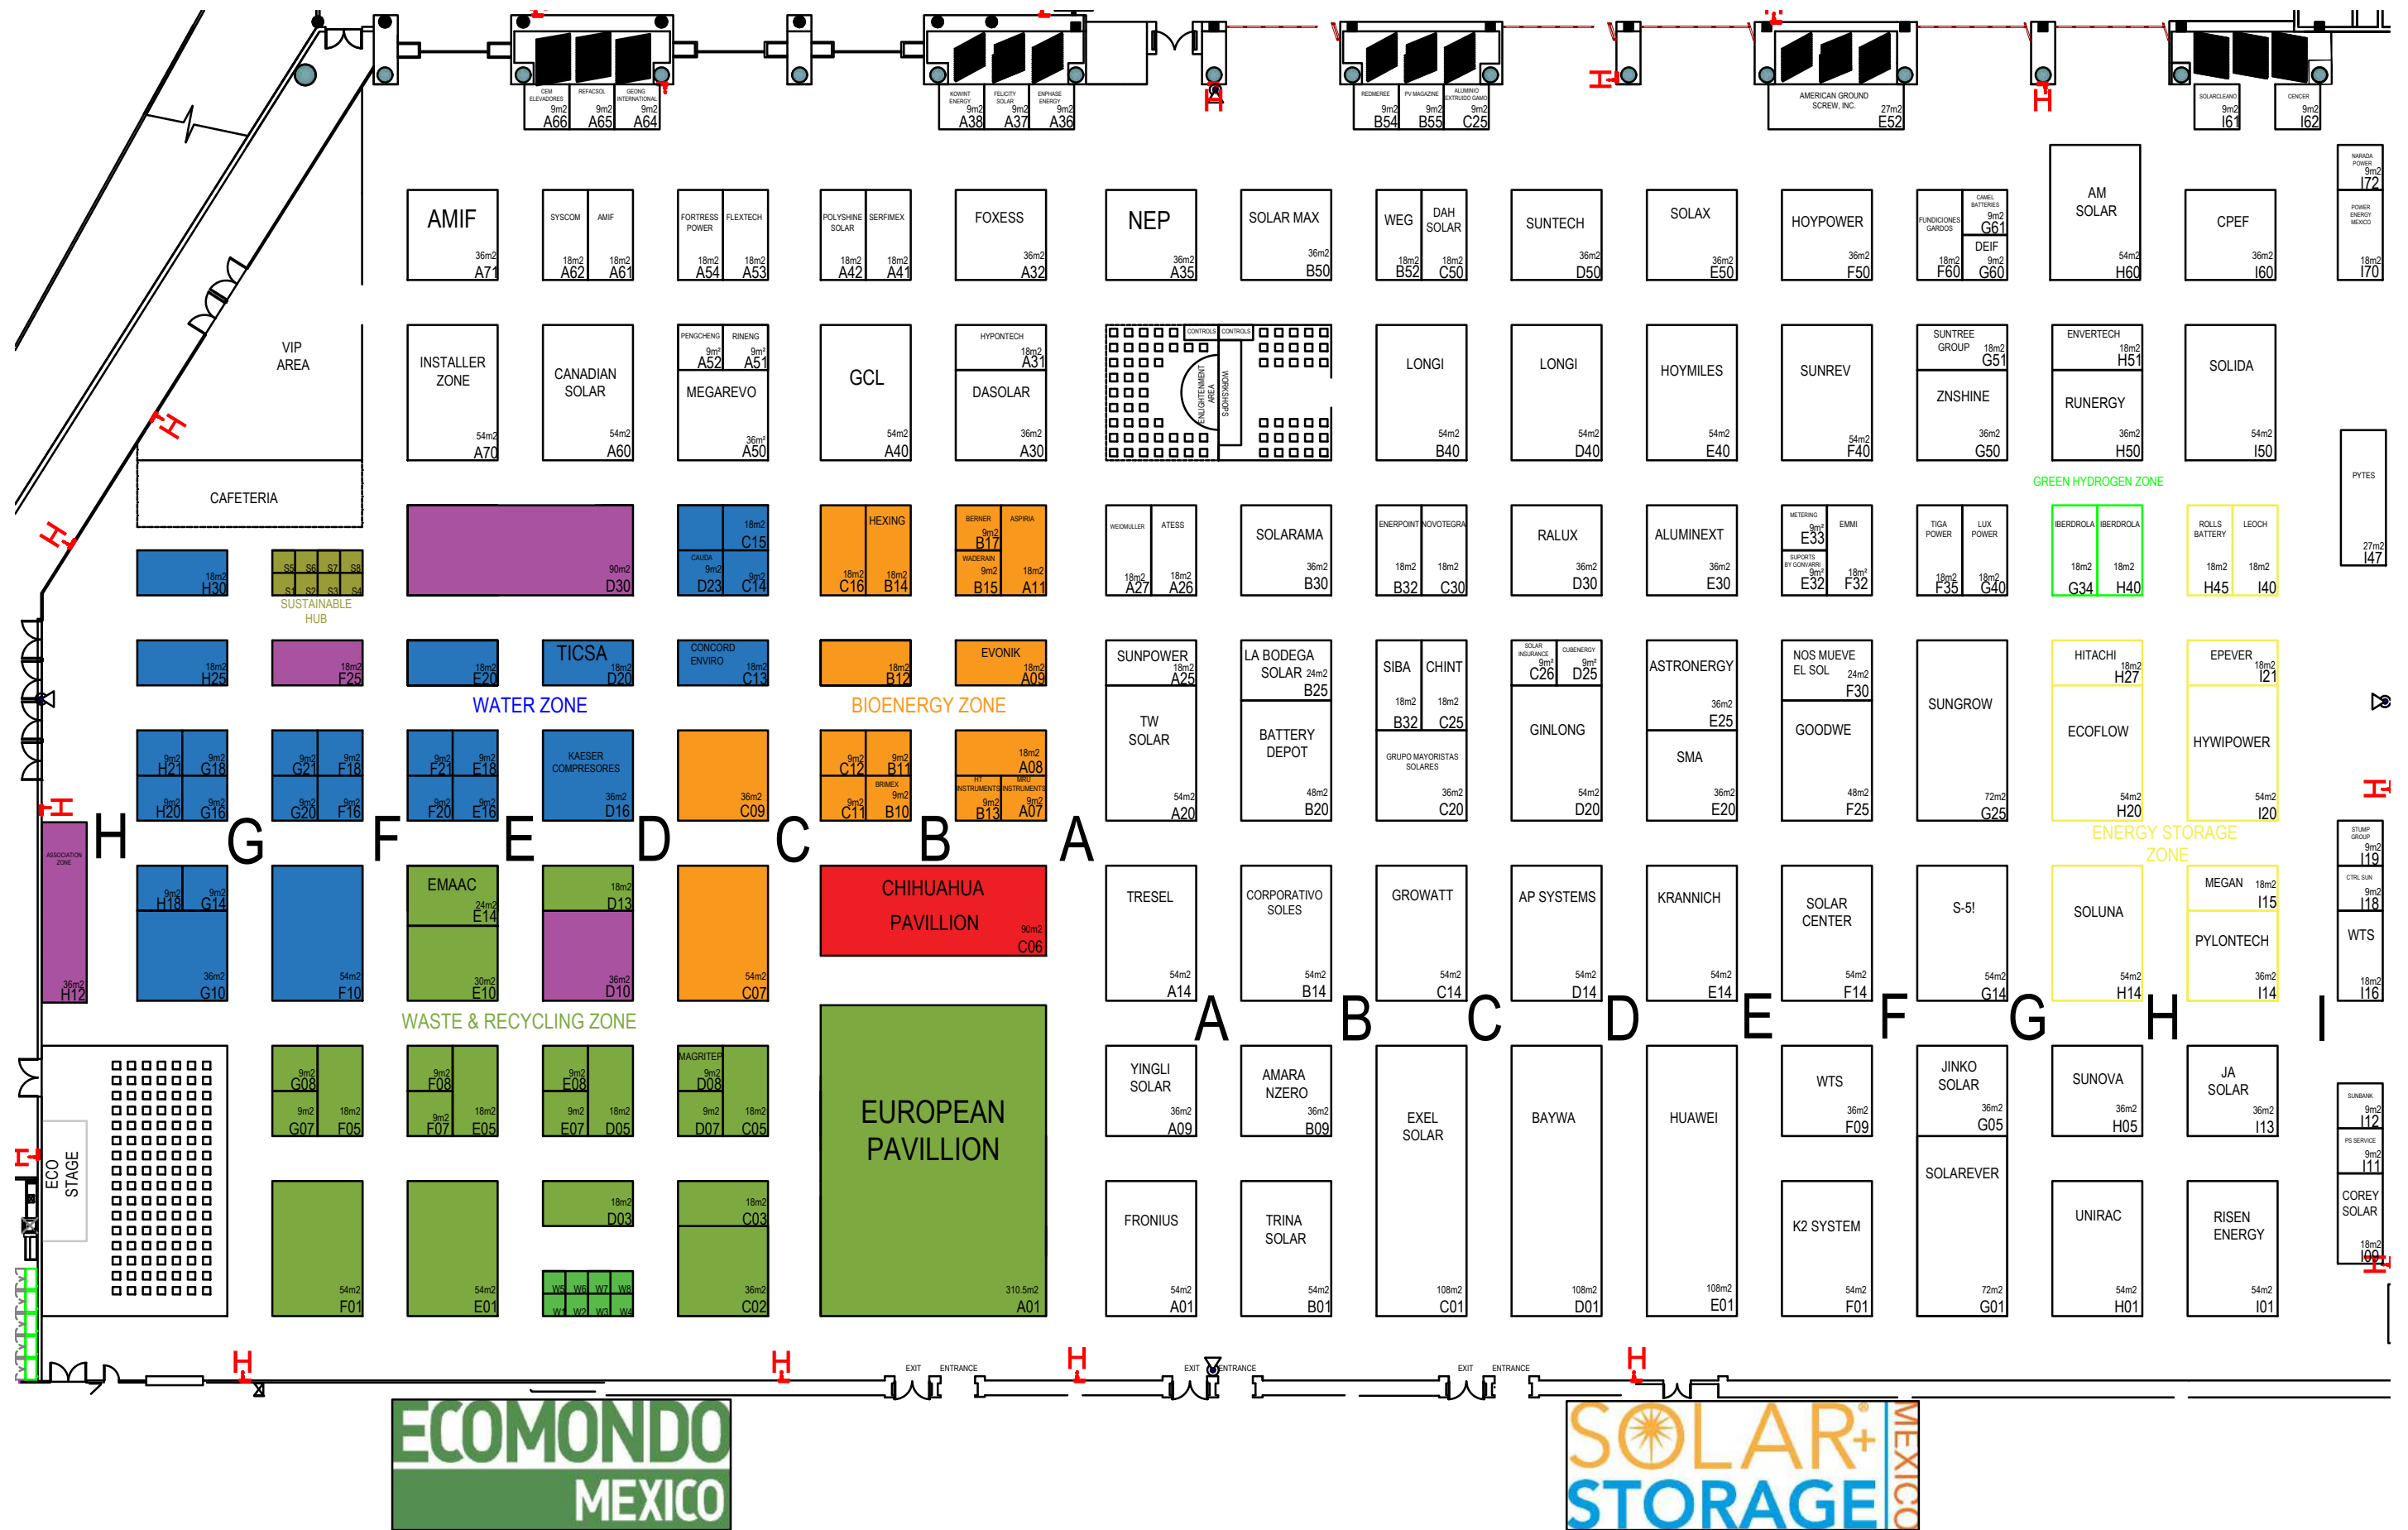 CEM
ELEVADORES
9m2
A66
REFACSOL
9m2
A65
GEONG
INTERNATIONAL
9m2
A64
KOWINT
ENERGY
9m2
A38
FELICITY
SOLAR
9m2
A37
ENPHASE
ENERGY
9m2
A36
REDMEREE
9m2
B54
PV MAGAZINE
9m2
B55
ALUMINIO
EXTRUIDO GAMO
9m2
C25
AMERICAN GROUND
SCREW, INC.
27m2
E52
SOLARCLEANO
9m2
I61
CENCER
9m2
I62
NARADA
POWER
9m2
I72
POWER
ENERGY
MEXICO
18m2
I70
AMIF
36m2
A71
SYSCOM
18m2
A62
AMIF
18m2
A61
FORTRESS
POWER
18m2
A54
FLEXTECH
18m2
A53
POLYSHINE
SOLAR
18m2
A42
SERFIMEX
18m2
A41
FOXESS
36m2
A32
NEP
36m2
A35
SOLAR MAX
36m2
B50
WEG
18m2
B52
DAH
SOLAR
18m2
C50
SUNTECH
36m2
D50
SOLAX
36m2
E50
HOYPOWER
36m2
F50
FUNDICIONES
GARDOS
18m2
F60
CAMEL
BATTERIES
9m2
G61
DEIF
9m2
G60
AM
SOLAR
54m2
H60
CPEF
36m2
I60
VIP
AREA
INSTALLER
ZONE
54m2
A70
CANADIAN
SOLAR
54m2
A60
PENGCHENG
9m²
A52
RINENG
9m²
A51
MEGAREVO
36m²
A50
GCL
54m2
A40
HYPONTECH
18m2
A31
DASOLAR
36m2
A30
CONTROLS
CONTROLS
ENLIGHTENMENT
AREA
WORKSHOPS
LONGI
54m2
B40
LONGI
54m2
D40
HOYMILES
54m2
E40
SUNREV
54m2
F40
SUNTREE
GROUP
18m2
G51
ZNSHINE
36m2
G50
ENVERTECH
18m2
H51
RUNERGY
36m2
H50
SOLIDA
54m2
I50
PYTES
27m2
I47
CAFETERIA
GREEN HYDROGEN ZONE
18m2
H30
S5
S6
S7
S8
S1
S2
S3
S4
SUSTAINABLE
HUB
90m2
D30
18m2
C15
CAUDA
9m2
D23
9m2
C14
18m2
C16
HEXING
18m2
B14
BERNER
9m2
B17
WADERAIN
9m2
B15
ASPIRIA
18m2
A11
WEIDMULLER
18m2
A27
ATESS
18m2
A26
SOLARAMA
36m2
B30
ENERPOINT
18m2
B32
NOVOTEGRA
18m2
C30
RALUX
36m2
D30
ALUMINEXT
36m2
E30
METERING
9m²
E33
SUPORTS
BY GONVARRI
9m²
E32
EMMI
18m²
F32
TIGA
POWER
18m2
F35
LUX
POWER
18m2
G40
IBERDROLA
18m2
G34
IBERDROLA
18m2
H40
ROLLS
BATTERY
18m2
H45
LEOCH
18m2
I40
18m2
H25
18m2
F25
18m2
E20
TICSA
18m2
D20
CONCORD
ENVIRO
18m2
C13
18m2
B12
EVONIK
18m2
A09
SUNPOWER
18m2
A25
LA BODEGA
SOLAR
24m2
B25
SIBA
18m2
B32
CHINT
18m2
C25
SOLAR
INSURANCE
9m²
C26
CUBENERGY
9m²
D25
ASTRONERGY
36m2
E25
NOS MUEVE
EL SOL
24m2
F30
SUNGROW
72m2
G25
HITACHI
18m2
H27
EPEVER
18m2
I21
WATER ZONE
BIOENERGY ZONE
9m2
H21
9m2
G18
9m2
H20
9m2
G16
9m2
G21
9m2
F18
9m2
G20
9m2
F16
9m2
F21
9m2
E18
9m2
F20
9m2
E16
KAESER
COMPRESORES
36m2
D16
36m2
C09
9m2
C12
9m2
B11
9m2
C11
BRIMEX
9m2
B10
18m2
A08
HT
INSTRUMENTS
9m2
B13
MRU
INSTRUMENTS
9m2
A07
TW
SOLAR
54m2
A20
BATTERY
DEPOT
48m2
B20
GRUPO MAYORISTAS
SOLARES
36m2
C20
GINLONG
54m2
D20
SMA
36m2
E20
GOODWE
48m2
F25
ECOFLOW
54m2
H20
HYWIPOWER
54m2
I20
H G F E D C B A
ENERGY STORAGE
ZONE
STUMP
GROUP
9m2
I19
CTRL SUN
9m2
I18
WTS
18m2
I16
ASSOCIATION
ZONE
36m2
H12
9m2
H18
9m2
G14
36m2
G10
54m2
F10
EMAAC
24m2
E14
30m2
E10
18m2
D13
36m2
D10
54m2
C07
CHIHUAHUA
PAVILLION
90m2
C06
TRESEL
54m2
A14
CORPORATIVO
SOLES
54m2
B14
GROWATT
54m2
C14
AP SYSTEMS
54m2
D14
KRANNICH
54m2
E14
SOLAR
CENTER
54m2
F14
S-5!
54m2
G14
SOLUNA
54m2
H14
MEGAN
18m2
I15
PYLONTECH
36m2
I14
WASTE & RECYCLING ZONE
A B C D E F G H I
ECO
STAGE
9m2
G08
9m2
G07
18m2
F05
9m2
F08
9m2
F07
18m2
E05
9m2
E08
9m2
E07
18m2
D05
MAGRITEP
9m2
D08
9m2
D07
18m2
C05
EUROPEAN
PAVILLION
310.5m2
A01
YINGLI
SOLAR
36m2
A09
AMARA
NZERO
36m2
B09
EXEL
SOLAR
108m2
C01
BAYWA
108m2
D01
HUAWEI
108m2
E01
WTS
36m2
F09
JINKO
SOLAR
36m2
G05
SUNOVA
36m2
H05
JA
SOLAR
36m2
I13
SUNBANK
9m2
I12
PS SERVICE
9m2
I11
COREY
SOLAR
18m2
I09
54m2
F01
54m2
E01
18m2
D03
W5
W6
W7
W8
W1
W2
W3
W4
18m2
C03
36m2
C02
FRONIUS
54m2
A01
TRINA
SOLAR
54m2
B01
K2 SYSTEM
54m2
F01
SOLAREVER
72m2
G01
UNIRAC
54m2
H01
RISEN
ENERGY
54m2
I01
EXIT
ENTRANCE
EXIT
ENTRANCE
EXIT
ENTRANCE
ECOMONDO
MEXICO
SOLAR+®
STORAGE
MEXICO